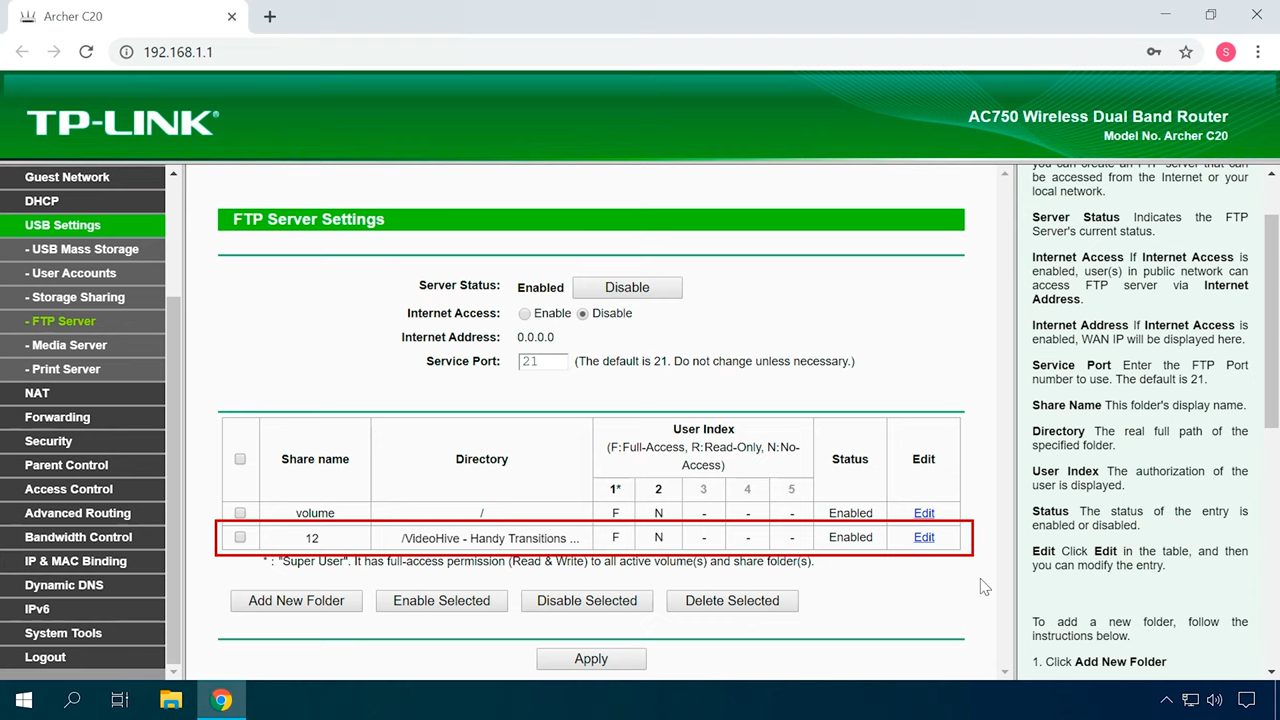 Archer C20
192.168.1.1
S
TP-LINK
AC750 Wireless Dual Band Router
Model No. Archer C20
Guest Network
DHCP
USB Settings
- USB Mass Storage
- User Accounts
- Storage Sharing
- FTP Server
- Media Server
- Print Server
NAT
Forwarding
Security
Parent Control
Access Control
Advanced Routing
Bandwidth Control
IP & MAC Binding
Dynamic DNS
IPv6
System Tools
Logout
FTP Server Settings
Server Status: Enabled Disable
Internet Access: Enable Disable
Internet Address: 0.0.0.0
Service Port: 21 (The default is 21. Do not change unless necessary.)
Share name Directory User Index Status Edit
(F:Full-Access, R:Read-Only, N:No-
Access)
1* 2 3 4 5
volume / F N - - - Enabled Edit
12 /VideoHive - Handy Transitions ... F N - - - Enabled Edit
* : "Super User". It has full-access permission (Read & Write) to all active volume(s) and share folder(s).
Add New Folder Enable Selected Disable Selected Delete Selected
Apply
you can create an FTP server that can
be accessed from the Internet or your
local network.
Server Status Indicates the FTP
Server's current status.
Internet Access If Internet Access is
enabled, user(s) in public network can
access FTP server via Internet
Address.
Internet Address If Internet Access is
enabled, WAN IP will be displayed here.
Service Port Enter the FTP Port
number to use. The default is 21.
Share Name This folder's display name.
Directory The real full path of the
specified folder.
User Index The authorization of the
user is displayed.
Status The status of the entry is
enabled or disabled.
Edit Click Edit in the table, and then
you can modify the entry.
To add a new folder, follow the
instructions below.
1. Click Add New Folder